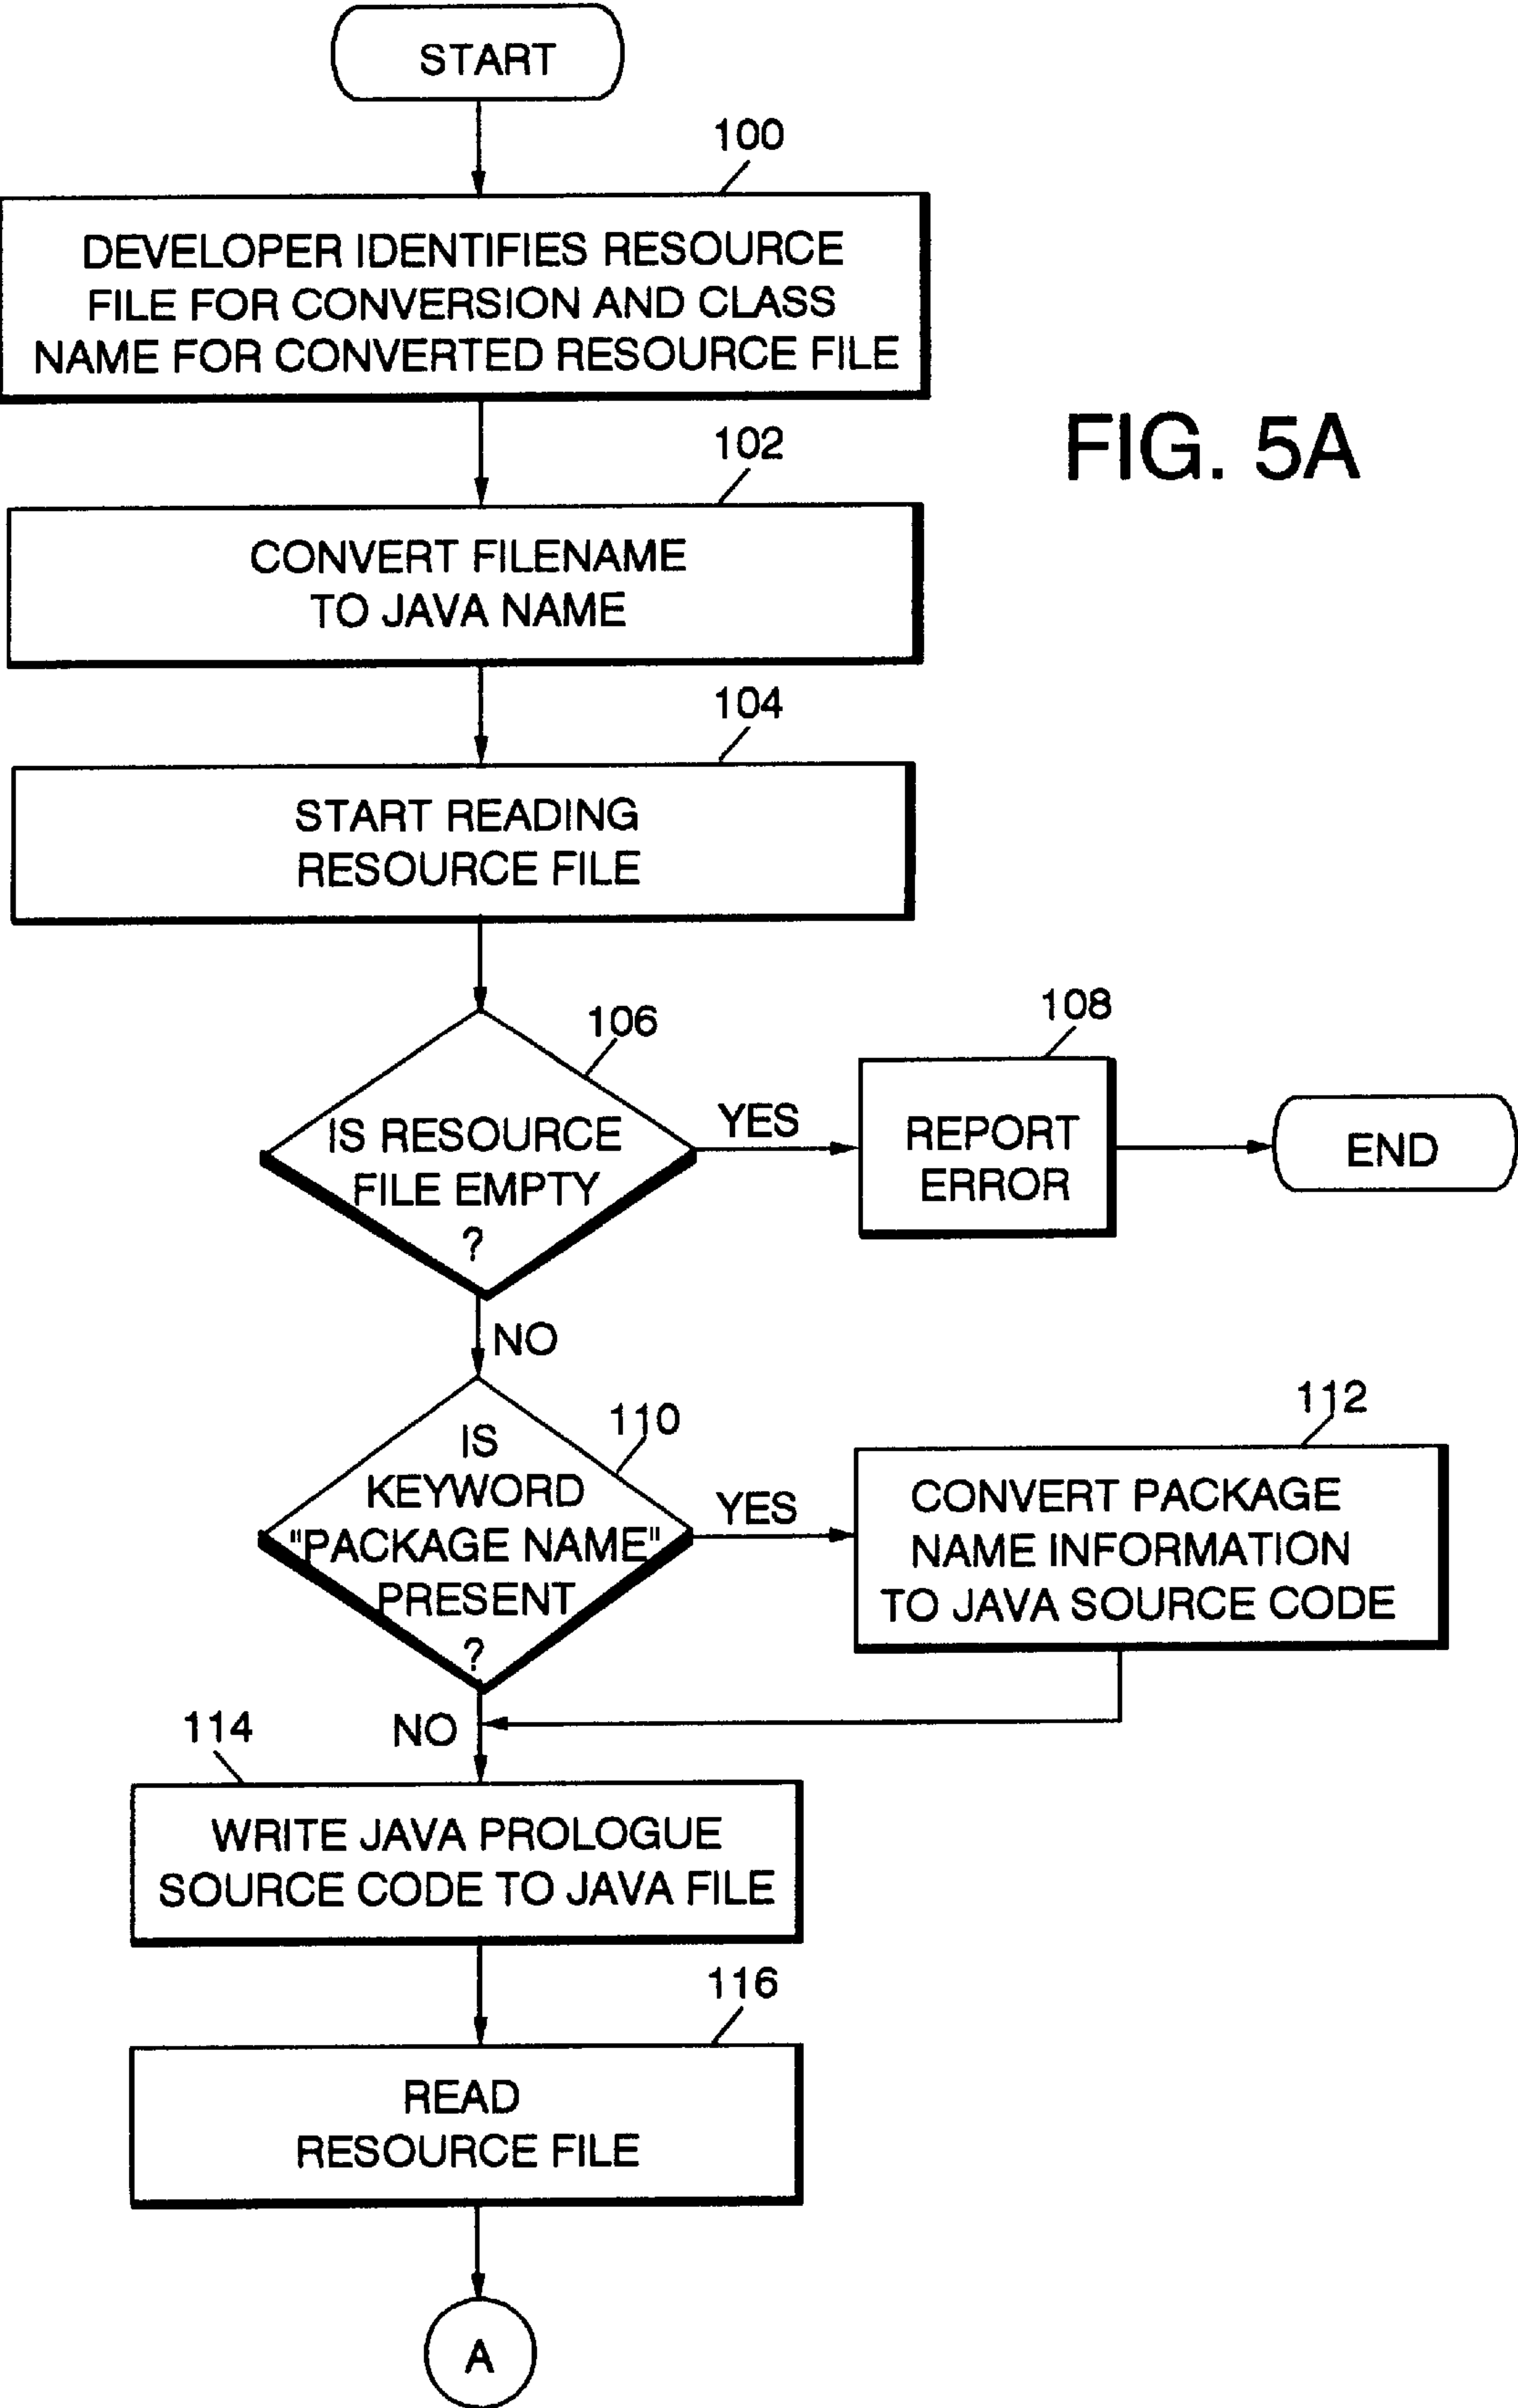 START
100
DEVELOPER IDENTIFIES RESOURCE
FILE FOR CONVERSION AND CLASS
NAME FOR CONVERTED RESOURCE FILE
FIG. 5A
102
CONVERT FILENAME
TO JAVA NAME
104
START READING
RESOURCE FILE
106
IS RESOURCE
FILE EMPTY
?
YES
108
REPORT
ERROR
END
NO
110
IS
KEYWORD
"PACKAGE NAME"
PRESENT
?
YES
112
CONVERT PACKAGE
NAME INFORMATION
TO JAVA SOURCE CODE
NO
114
WRITE JAVA PROLOGUE
SOURCE CODE TO JAVA FILE
116
READ
RESOURCE FILE
A